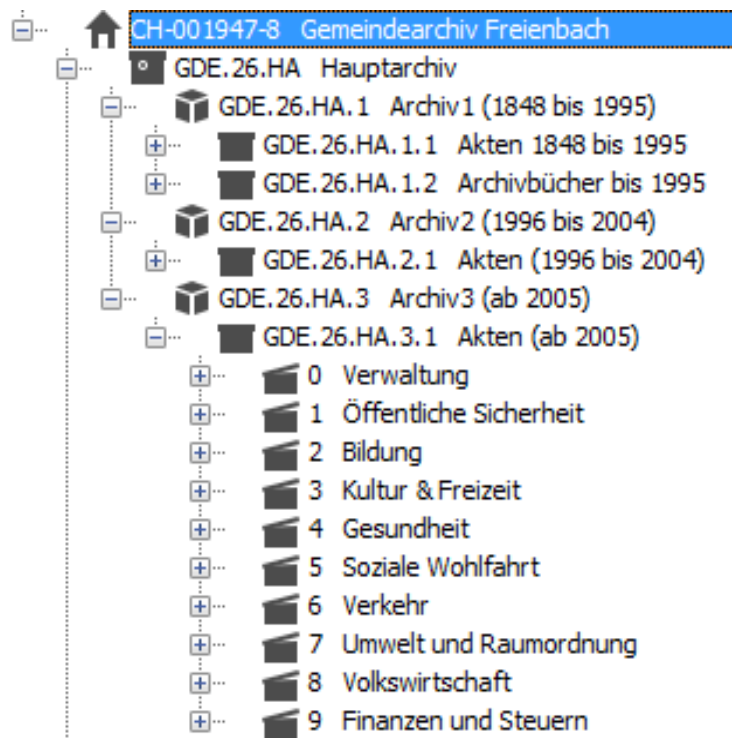 CH-001947-8 Gemeindearchiv Freienbach
GDE.26.HA Hauptarchiv
GDE.26.HA.1 Archiv1 (1848 bis 1995)
GDE.26.HA.1.1 Akten 1848 bis 1995
GDE.26.HA.1.2 Archivbücher bis 1995
GDE.26.HA.2 Archiv2 (1996 bis 2004)
GDE.26.HA.2.1 Akten (1996 bis 2004)
GDE.26.HA.3 Archiv3 (ab 2005)
GDE.26.HA.3.1 Akten (ab 2005)
0 Verwaltung
1 Öffentliche Sicherheit
2 Bildung
3 Kultur & Freizeit
4 Gesundheit
5 Soziale Wohlfahrt
6 Verkehr
7 Umwelt und Raumordnung
8 Volkswirtschaft
9 Finanzen und Steuern